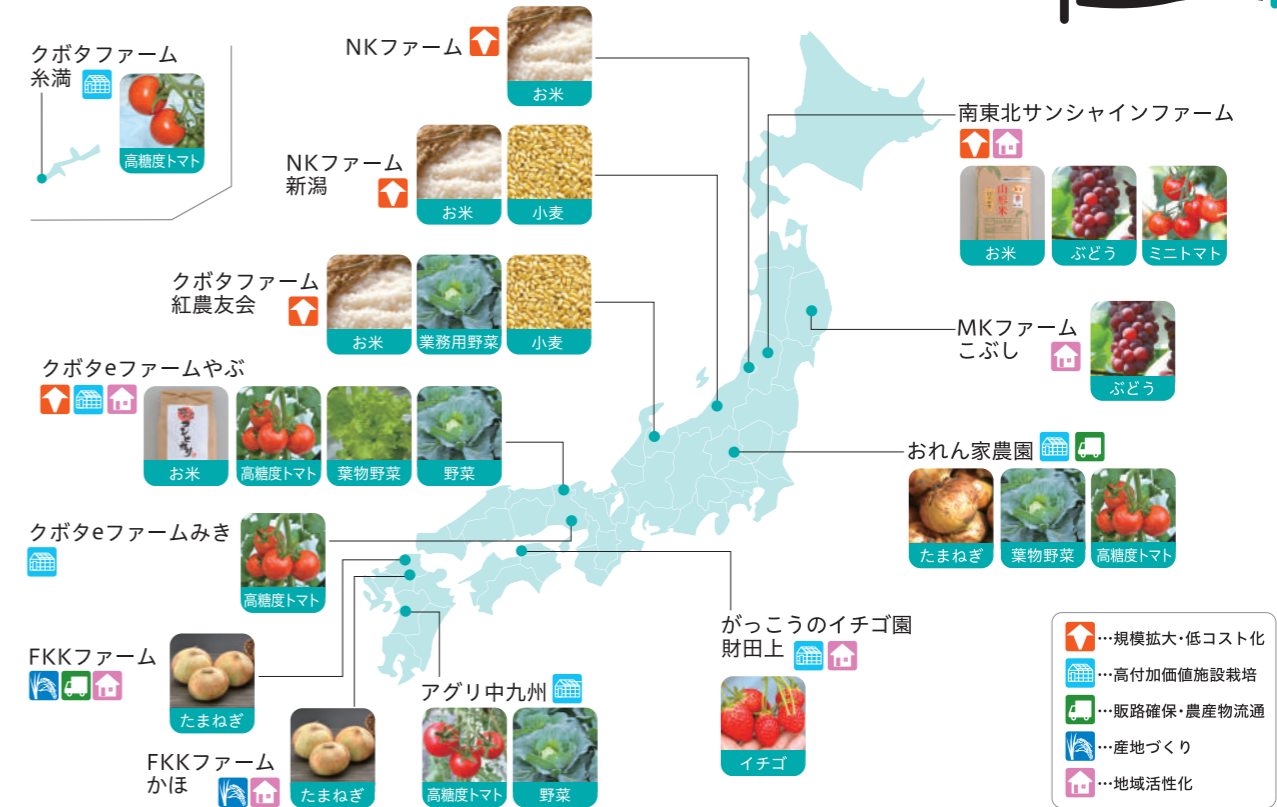 クボタファーム
糸満
高糖度トマト
NKファーム
お米
NKファーム
新潟
お米
小麦
クボタファーム
紅農友会
お米
業務用野菜
小麦
クボタeファームやぶ
お米
高糖度トマト
葉物野菜
野菜
クボタeファームみき
高糖度トマト
FKKファーム
たまねぎ
FKKファーム
かほ
たまねぎ
アグリ中九州
高糖度トマト
野菜
がっこうのイチゴ園
財田上
イチゴ
南東北サンシャインファーム
山形米
お米
ぶどう
ミニトマト
MKファーム
こぶし
ぶどう
おれん家農園
たまねぎ
葉物野菜
高糖度トマト
…規模拡大・低コスト化
…高付加価値施設栽培
…販路確保・農産物流通
…産地づくり
…地域活性化